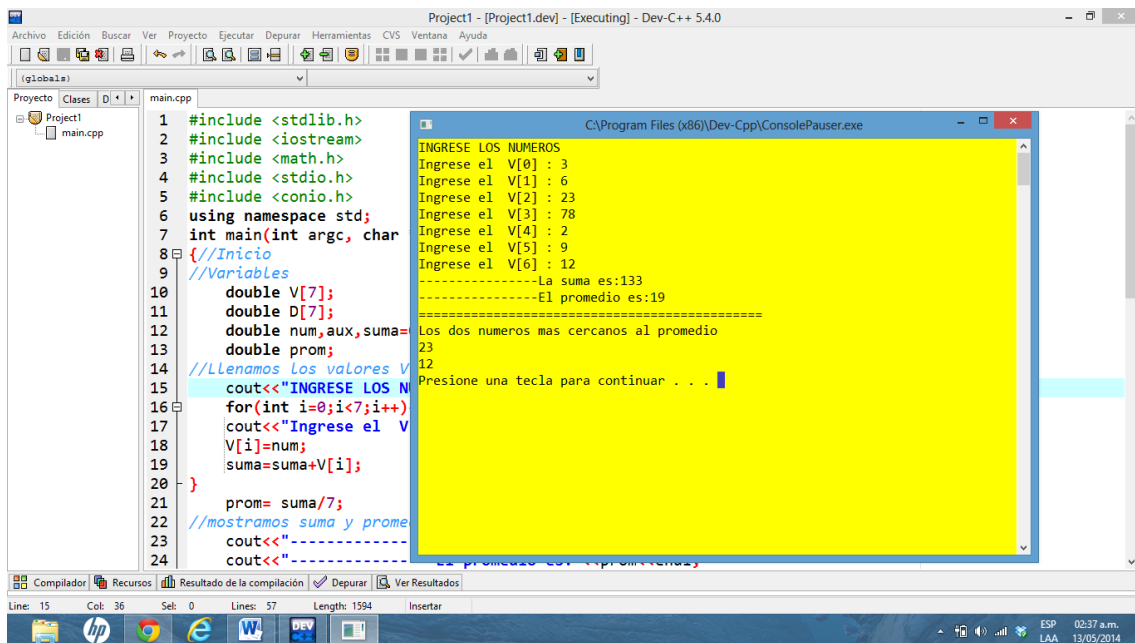 Project1 - [Project1.dev] - [Executing] - Dev-C++ 5.4.0
Archivo Edición Buscar Ver Proyecto Ejecutar Depurar Herramientas CVS Ventana Ayuda
(globals)
Proyecto Clases D
main.cpp
Project1
main.cpp
1 #include <stdlib.h>
2 #include <iostream>
3 #include <math.h>
4 #include <stdio.h>
5 #include <conio.h>
6 using namespace std;
7 int main(int argc, char
8 {//Inicio
9 //Variables
10 double V[7];
11 double D[7];
12 double num,aux,suma=
13 double prom;
14 //Llenamos los valores V
15 cout<<"INGRESE LOS N
16 for(int i=0;i<7;i++)
17 cout<<"Ingrese el V
18 V[i]=num;
19 suma=suma+V[i];
20 }
21 prom= suma/7;
22 //mostramos suma y prome
23 cout<<"--------------
24 cout<<"-------------- El promedio es: "<<prom<<endl;
C:\Program Files (x86)\Dev-Cpp\ConsolePauser.exe
INGRESE LOS NUMEROS
Ingrese el V[0] : 3
Ingrese el V[1] : 6
Ingrese el V[2] : 23
Ingrese el V[3] : 78
Ingrese el V[4] : 2
Ingrese el V[5] : 9
Ingrese el V[6] : 12
----------------La suma es:133
----------------El promedio es:19
==============================================
Los dos numeros mas cercanos al promedio
23
12
Presione una tecla para continuar . . .
Compilador Recursos Resultado de la compilación Depurar Ver Resultados
Line: 15 Col: 36 Sel: 0 Lines: 57 Length: 1594 Insertar
hp
W
DEV
ESP 02:37 a.m.
LAA 13/05/2014